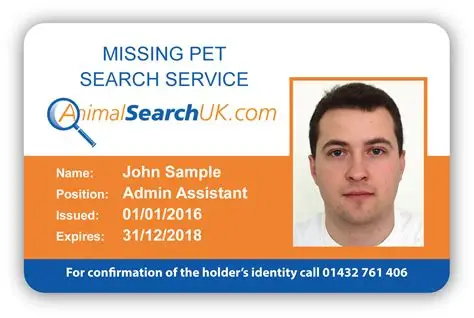 MISSING PET
SEARCH SERVICE
AnimalSearchUK.com
Name: John Sample
Position: Admin Assistant
Issued: 01/01/2016
Expires: 31/12/2018
For confirmation of the holder's identity call 01432 761 406